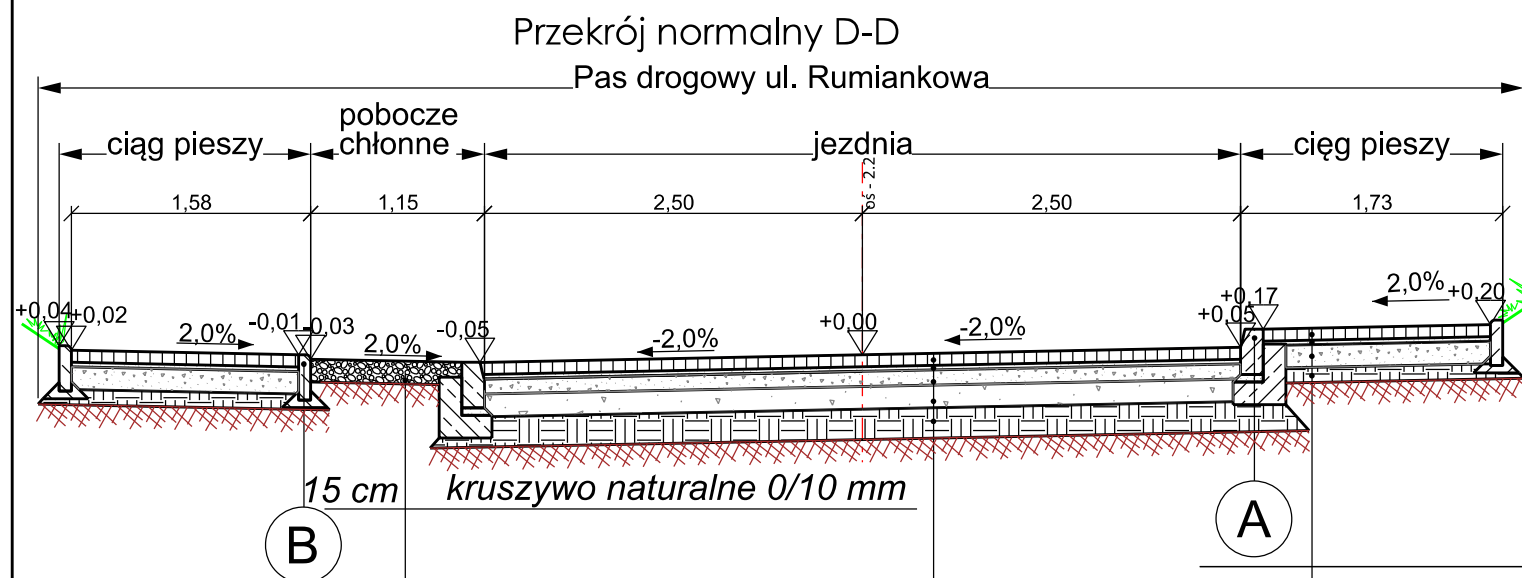 Przekrój normalny D-D
Pas drogowy ul. Rumiankowa
ciąg pieszy
pobocze
chłonne
jezdnia
cięg pieszy
oś - 2.2
1,58
1,15
2,50
2,50
1,73
+0,04
+0,02
2,0%
-0,01
-0,03
2,0%
-0,05
-2,0%
+0,00
-2,0%
+0,05
+0,17
2,0%
+0,20
15 cm kruszywo naturalne 0/10 mm
B
A